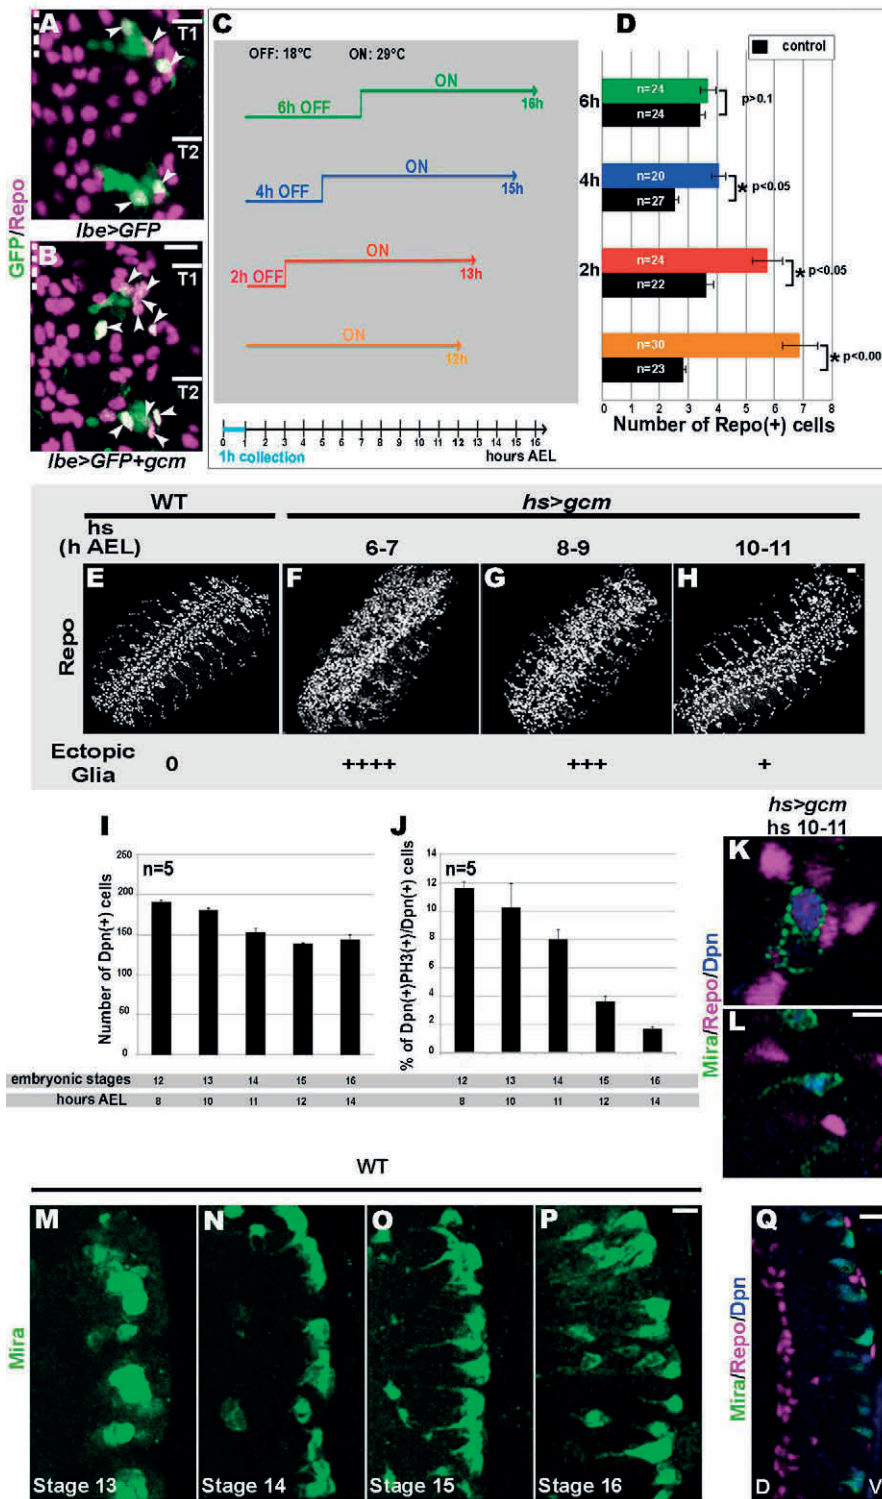 A
T1
T2
lbe>GFP
GFP/Repo
B
T1
T2
lbe>GFP+gcm
C
OFF: 18°C ON: 29°C
6h OFF
ON
16h
4h OFF
ON
15h
2h OFF
ON
13h
ON
12h
0 1 2 3 4 5 6 7 8 9 10 11 12 13 14 15 16
1h collection
hours AEL
D
control
6h
n=24
n=24
p>0.1
4h
n=20
n=27
* p<0.05
2h
n=24
n=22
* p<0.05
n=30
n=23
* p<0.00
0 1 2 3 4 5 6 7 8
Number of Repo(+) cells
WT
hs>gcm
hs
(h AEL)
6-7
8-9
10-11
Repo
E
F
G
H
Ectopic
Glia
0
++++
+++
+
I
n=5
Number of Dpn(+) cells
250
200
150
100
50
0
J
n=5
% of Dpn(+)PH3(+)/Dpn(+) cells
14
12
10
8
6
4
2
0
embryonic stages 12 13 14 15 16 12 13 14 15 16
hours AEL 8 10 11 12 14 8 10 11 12 14
hs>gcm
hs 10-11
K
L
Mira/Repo/Dpn
WT
Mira
M
Stage 13
N
Stage 14
O
Stage 15
P
Stage 16
Mira/Repo/Dpn
Q
D V